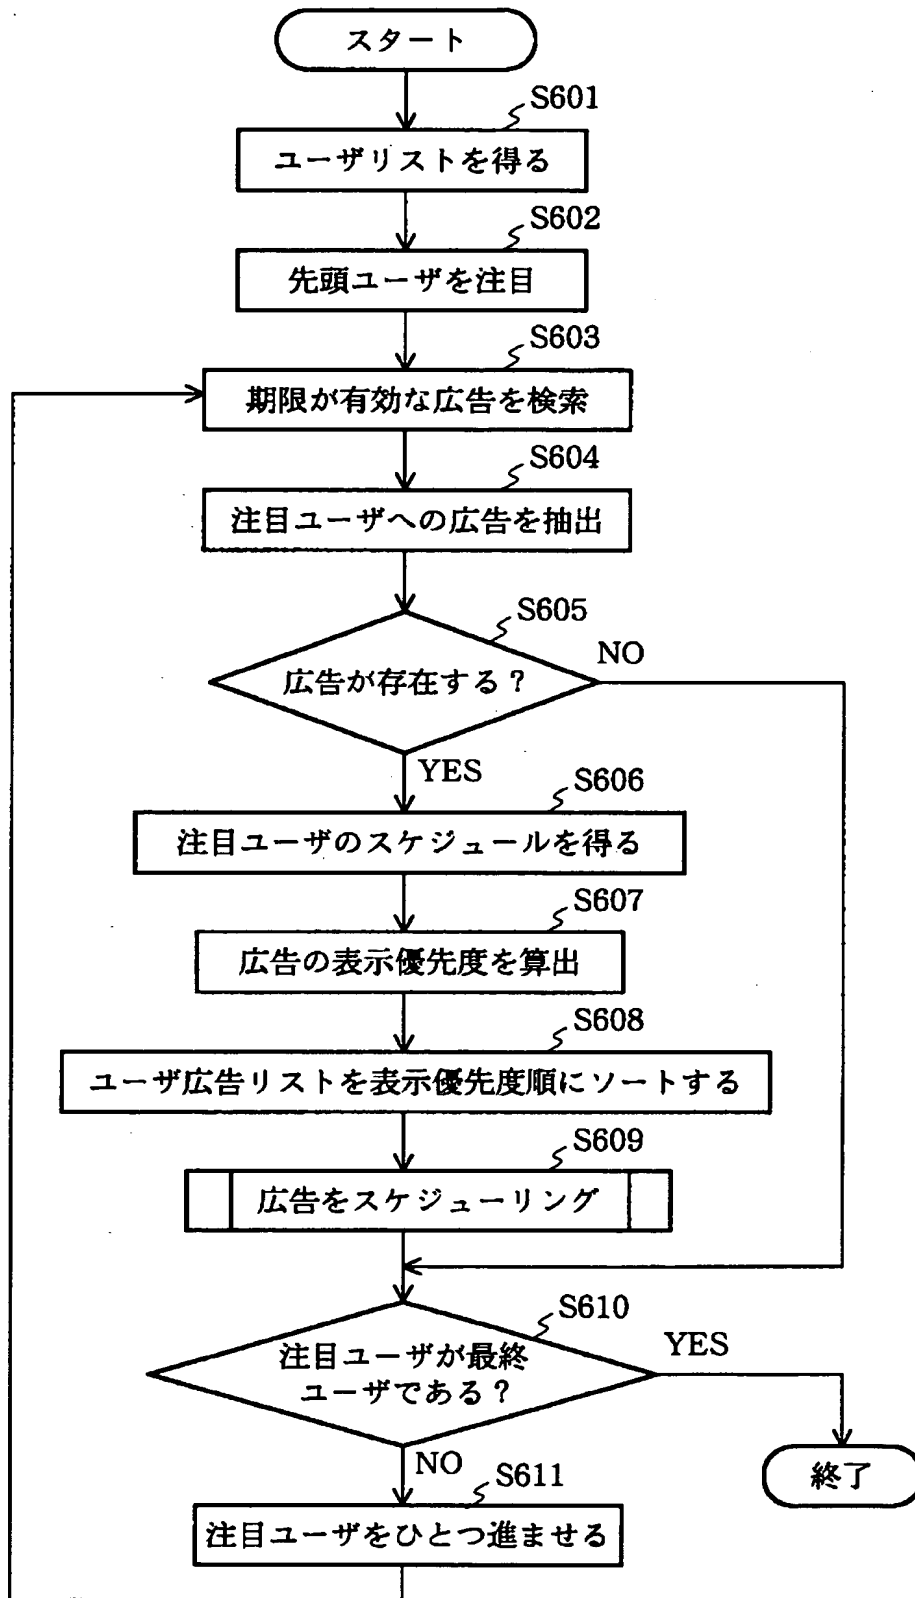 スタート
S601
ユーザリストを得る
S602
先頭ユーザを注目
S603
期限が有効な広告を検索
S604
注目ユーザへの広告を抽出
S605
広告が存在する？
NO
YES
S606
注目ユーザのスケジュールを得る
S607
広告の表示優先度を算出
S608
ユーザ広告リストを表示優先度順にソートする
S609
広告をスケジューリング
S610
注目ユーザが最終
ユーザである？
YES
NO
終了
S611
注目ユーザをひとつ進ませる